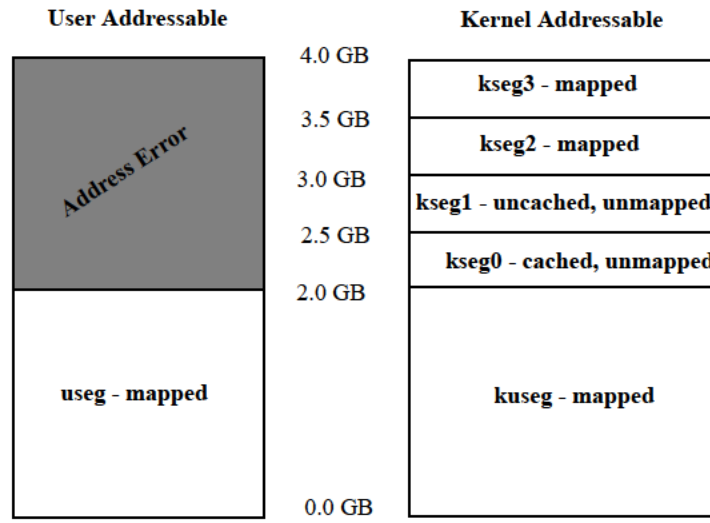 User Addressable
Kernel Addressable
4.0 GB
kseg3 - mapped
3.5 GB
kseg2 - mapped
Address Error
3.0 GB
kseg1 - uncached, unmapped
2.5 GB
kseg0 - cached, unmapped
2.0 GB
useg - mapped
kuseg - mapped
0.0 GB